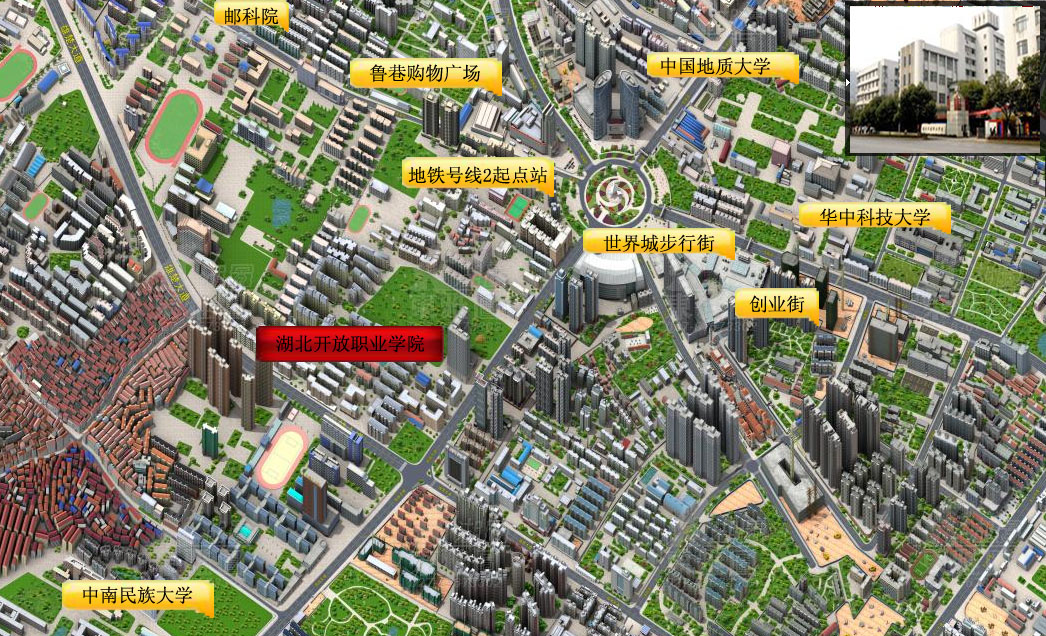 邮科院
鲁巷购物广场
中国地质大学
地铁号线2起点站
华中科技大学
世界城步行街
创业街
湖北开放职业学院
中南民族大学